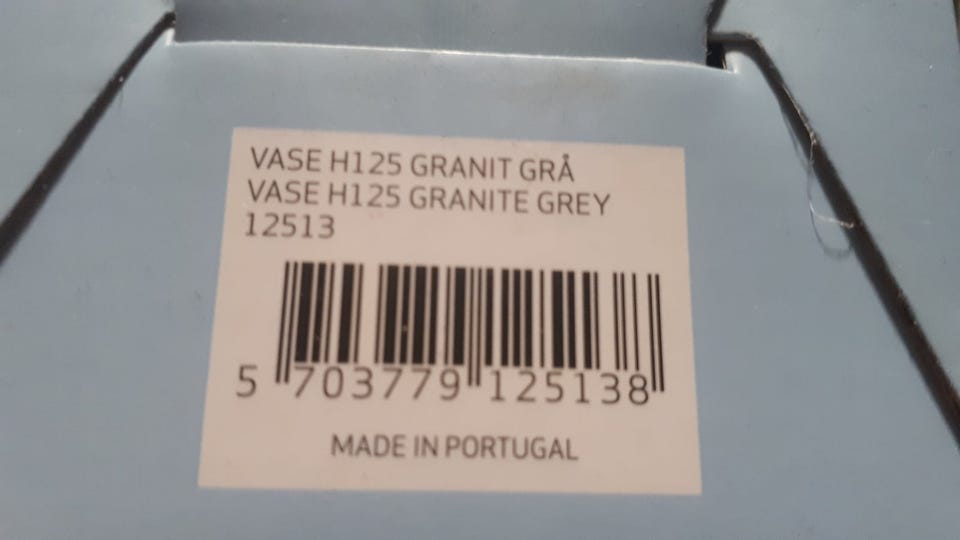 VASE H125 GRANIT GRÅ
VASE H125 GRANITE GREY
12513
5 703779 125138
MADE IN PORTUGAL